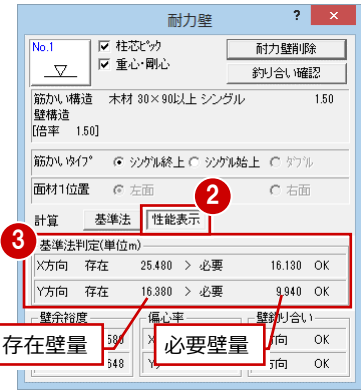 耐力壁 ? ×
No.1 ☑ 柱芯ﾋﾟｯｸ 耐力壁削除
☑ 重心・剛心 釣り合い確認
筋かい構造 木材 30×90以上 シングル 1.50
壁構造
[倍率 1.50]
筋かいﾀｲﾌﾟ ｼﾝｸﾞﾙ終上 ｼﾝｸﾞﾙ始上 ﾀﾞﾌﾞﾙ
面材1位置 左面 右面
2
計算 基準法 性能表示
3
基準法判定(単位m)
X方向 存在 25.480 > 必要 16.130 OK
Y方向 存在 16.380 > 必要 9.940 OK
壁余裕度 偏心率 壁釣り合い
存在壁量 必要壁量
OK
648 方向 OK